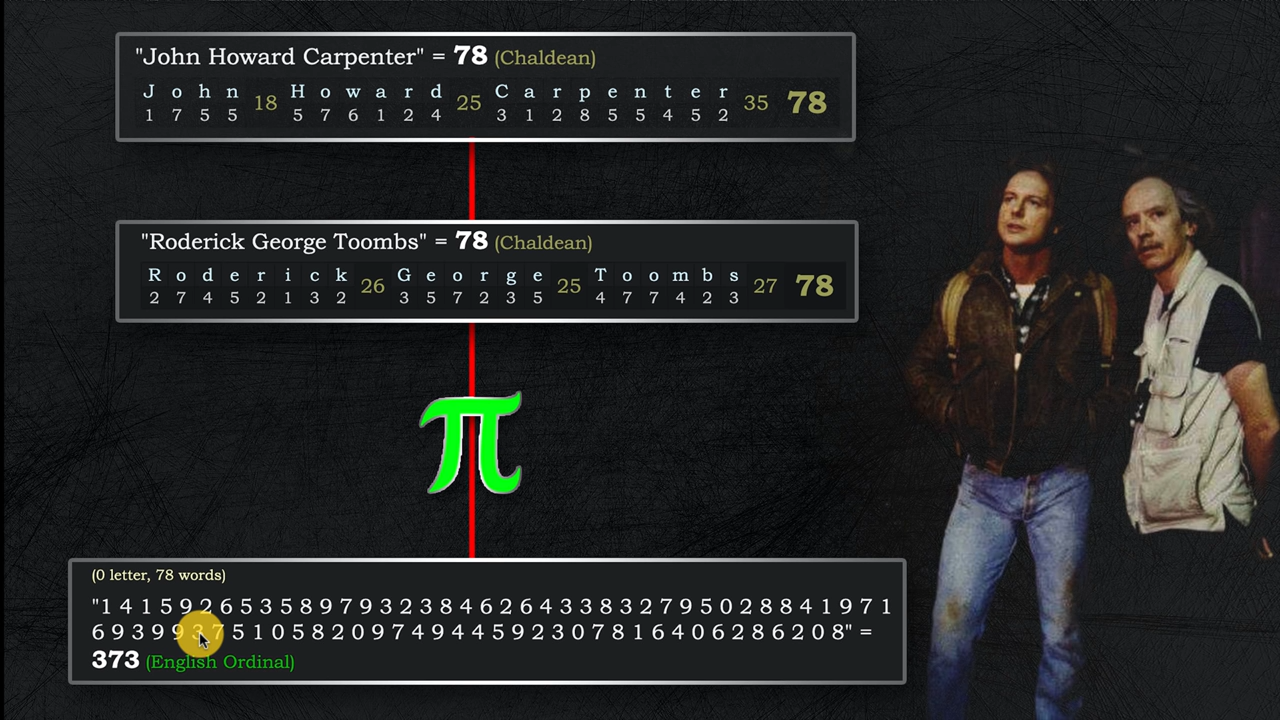 "John Howard Carpenter" = 78 (Chaldean)
J o h n 18 H o w a r d 25 C a r p e n t e r 35 78
1 7 5 5 5 7 6 1 2 4 3 1 2 8 5 5 4 5 2
"Roderick George Toombs" = 78 (Chaldean)
R o d e r i c k 26 G e o r g e 25 T o o m b s 27 78
2 7 4 5 2 1 3 2 3 5 7 2 3 5 4 7 7 4 2 3
π
(0 letter, 78 words)
"1 4 1 5 9 2 6 5 3 5 8 9 7 9 3 2 3 8 4 6 2 6 4 3 3 8 3 2 7 9 5 0 2 8 8 4 1 9 7 1
6 9 3 9 9 3 7 5 1 0 5 8 2 0 9 7 4 9 4 4 5 9 2 3 0 7 8 1 6 4 0 6 2 8 6 2 0 8" =
373 (English Ordinal)